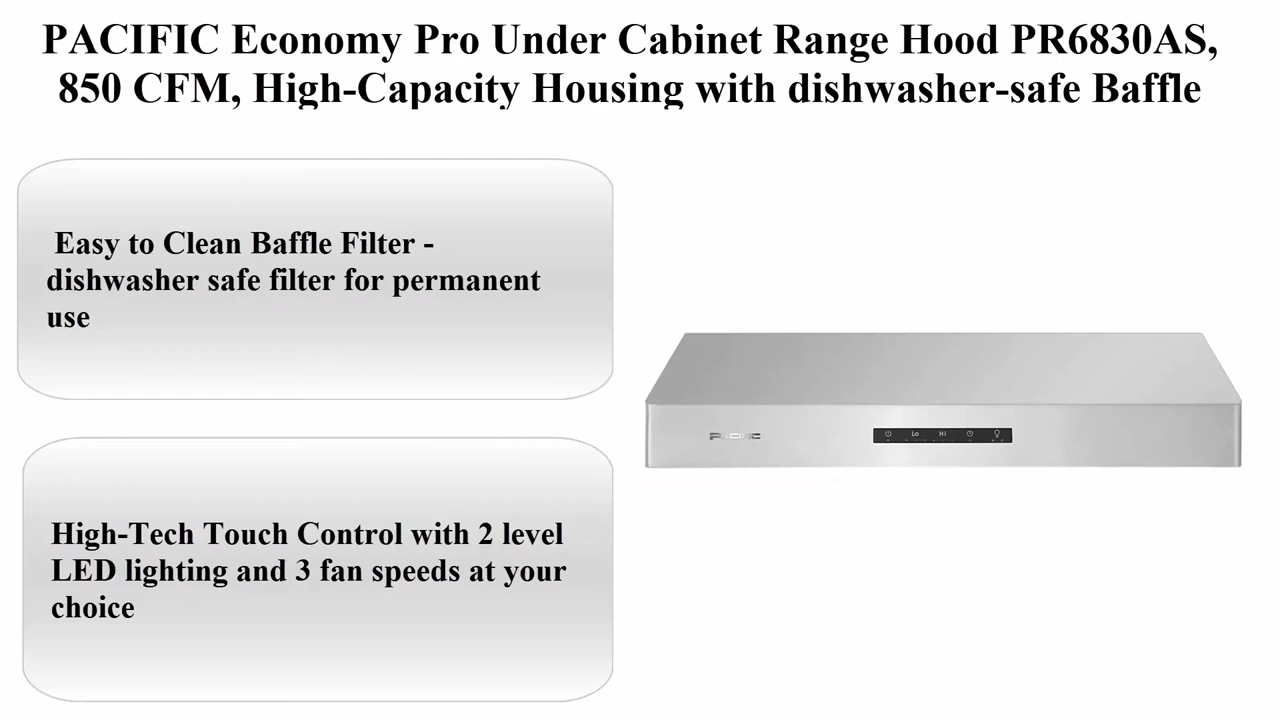 PACIFIC Economy Pro Under Cabinet Range Hood PR6830AS,
850 CFM, High-Capacity Housing with dishwasher-safe Baffle
Easy to Clean Baffle Filter -
dishwasher safe filter for permanent
use
PACIFIC
Lo Hi
High-Tech Touch Control with 2 level
LED lighting and 3 fan speeds at your
choice